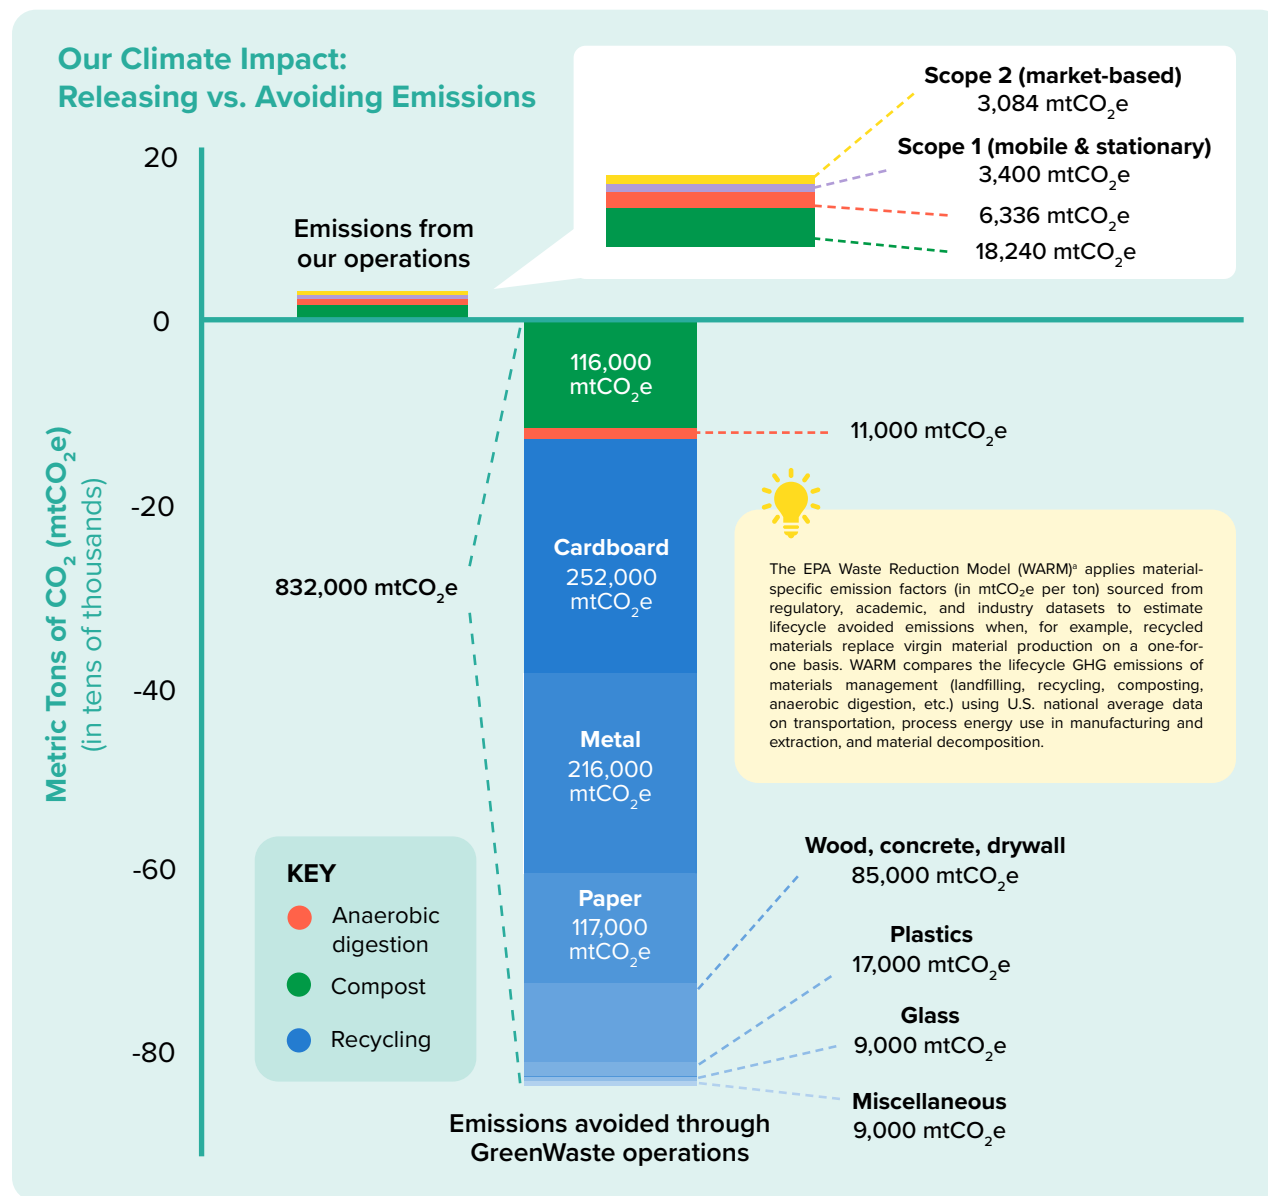 Our Climate Impact:
Releasing vs. Avoiding Emissions
Scope 2 (market-based)
3,084 mtCO₂e
Scope 1 (mobile & stationary)
3,400 mtCO₂e
6,336 mtCO₂e
18,240 mtCO₂e
Emissions from
our operations
20
0
-20
-40
-60
-80
Metric Tons of CO₂ (mtCO₂e)
(in tens of thousands)
832,000 mtCO₂e
116,000
mtCO₂e
11,000 mtCO₂e
Cardboard
252,000
mtCO₂e
Metal
216,000
mtCO₂e
Paper
117,000
mtCO₂e
The EPA Waste Reduction Model (WARM)ᵃ applies material-
specific emission factors (in mtCO₂e per ton) sourced from
regulatory, academic, and industry datasets to estimate
lifecycle avoided emissions when, for example, recycled
materials replace virgin material production on a one-for-
one basis. WARM compares the lifecycle GHG emissions of
materials management (landfilling, recycling, composting,
anaerobic digestion, etc.) using U.S. national average data
on transportation, process energy use in manufacturing and
extraction, and material decomposition.
Wood, concrete, drywall
85,000 mtCO₂e
Plastics
17,000 mtCO₂e
Glass
9,000 mtCO₂e
Miscellaneous
9,000 mtCO₂e
KEY
Anaerobic
digestion
Compost
Recycling
Emissions avoided through
GreenWaste operations